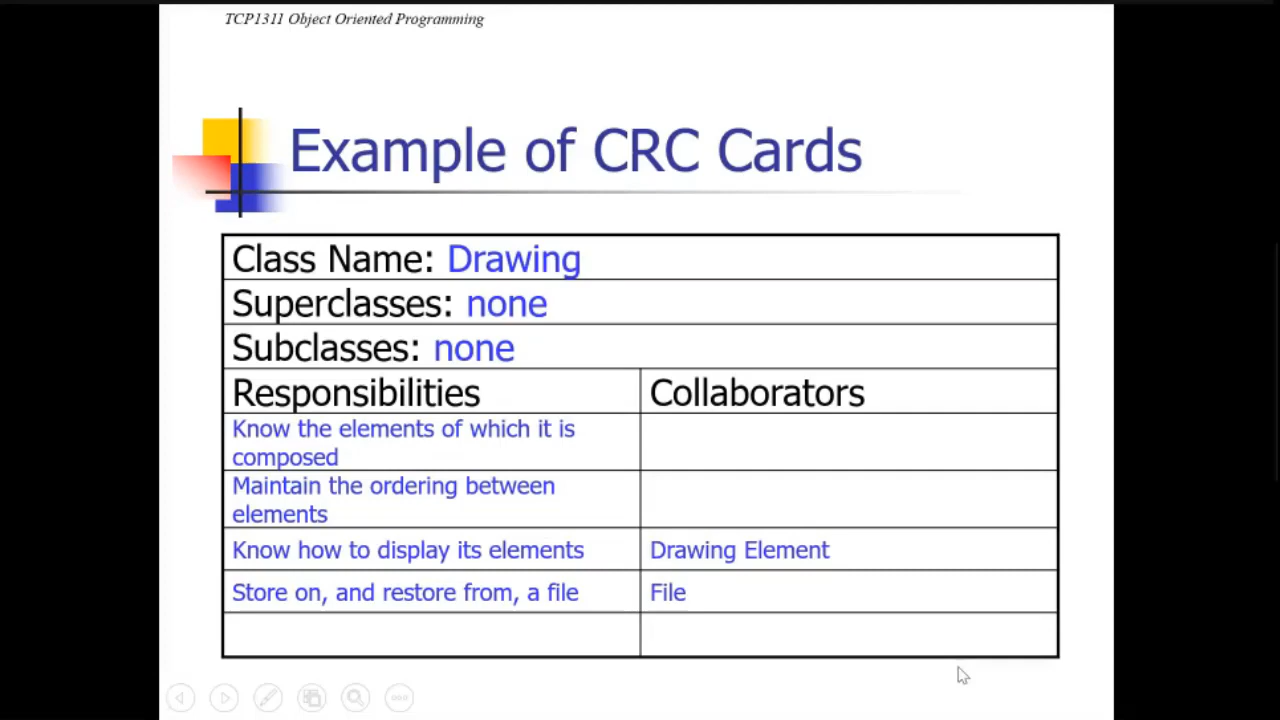 TCP1311 Object Oriented Programming
Example of CRC Cards
Class Name: Drawing
Superclasses: none
Subclasses: none
Responsibilities
Collaborators
Know the elements of which it is
composed
Maintain the ordering between
elements
Know how to display its elements
Drawing Element
Store on, and restore from, a file
File